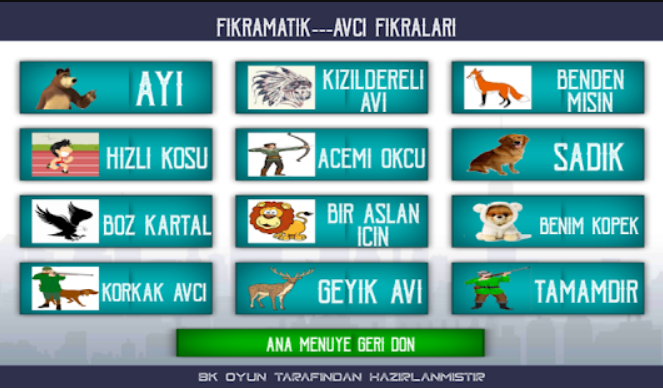 FIKRAMATIK---AVCI FIKRALARI
AYI
KIZILDERELI
AVI
BENDEN
MISIN
HIZLI KOSU
ACEMI OKCU
SADIK
BOZ KARTAL
BIR ASLAN
ICIN
BENIM KOPEK
KORKAK AVCI
GEYIK AVI
TAMAMDIR
ANA MENUYE GERI DON
BK OYUN TARAFINDAN HAZIRLANMISTIR